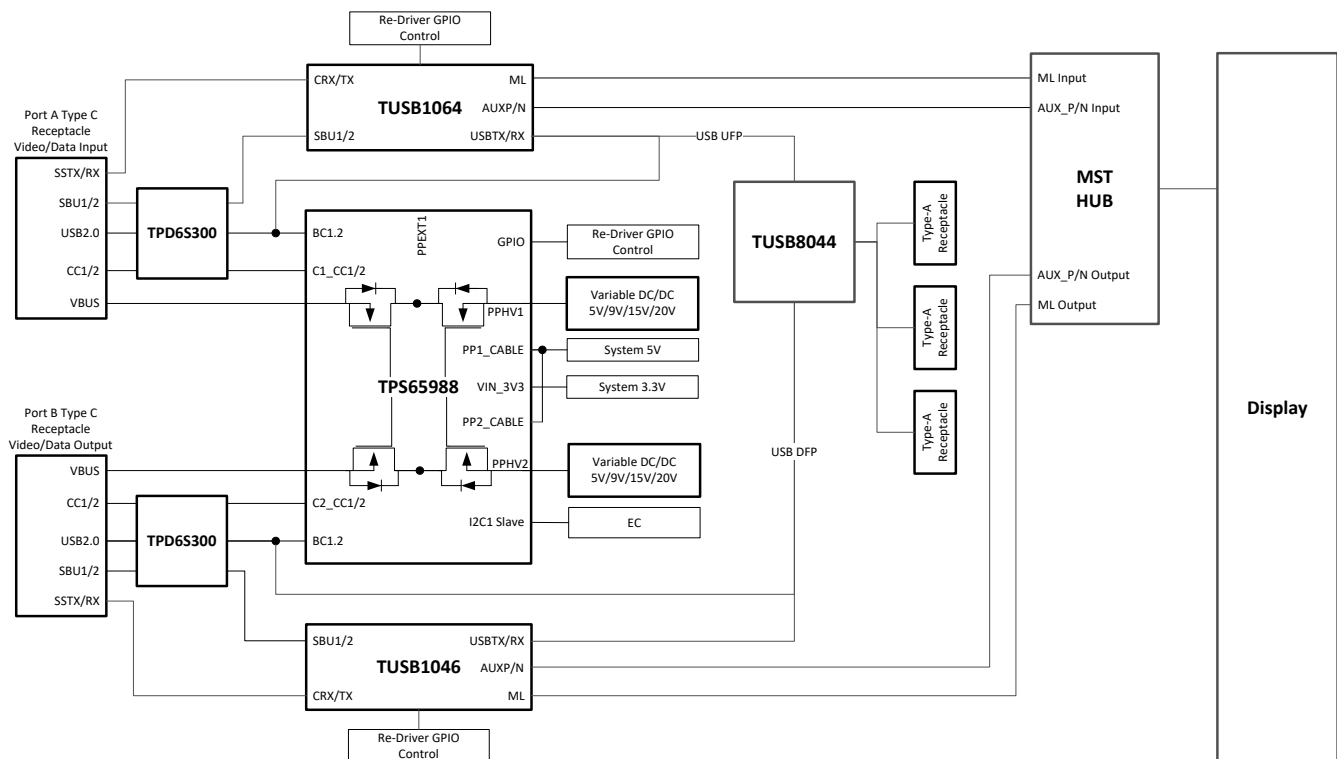 Re-Driver GPIO
Control
CRX/TX
ML
TUSB1064
AUXP/N
SBU1/2
USBTX/RX
USB UFP
Port A Type C
Receptacle
Video/Data Input
SSTX/RX
SBU1/2
USB2.0
CC1/2
VBUS
TPD6S300
BC1.2
C1_CC1/2
PPEXT1
GPIO
Re-Driver GPIO
Control
PPHV1
Variable DC/DC
5V/9V/15V/20V
PP1_CABLE
System 5V
TPS65988
VIN_3V3
System 3.3V
PP2_CABLE
PPHV2
Variable DC/DC
5V/9V/15V/20V
C2_CC1/2
I2C1 Slave
EC
BC1.2
Port B Type C
Receptacle
Video/Data Output
VBUS
CC1/2
USB2.0
SBU1/2
SSTX/RX
TPD6S300
SBU1/2
USBTX/RX
TUSB1046
AUXP/N
CRX/TX
ML
Re-Driver GPIO
Control
USB DFP
TUSB8044
Type-A
Receptacle
Type-A
Receptacle
Type-A
Receptacle
ML Input
AUX_P/N Input
MST
HUB
AUX_P/N Output
ML Output
Display